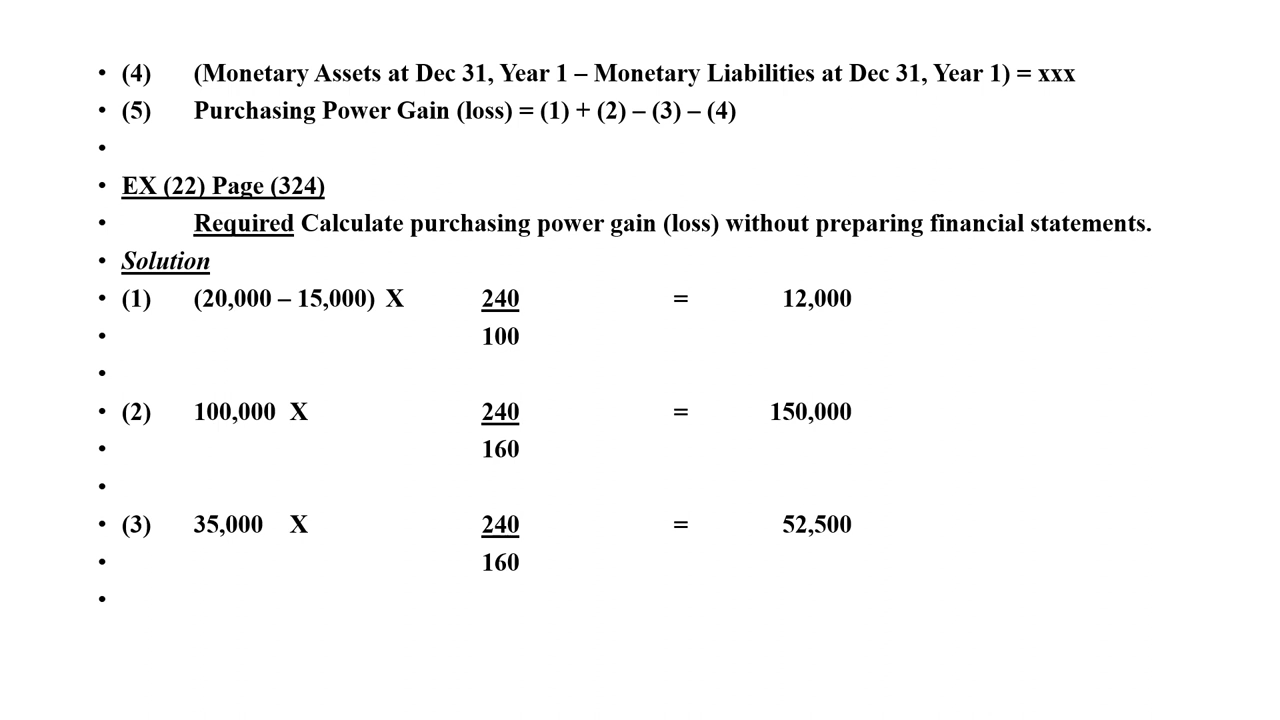 • (4) (Monetary Assets at Dec 31, Year 1 – Monetary Liabilities at Dec 31, Year 1) = xxx
• (5) Purchasing Power Gain (loss) = (1) + (2) – (3) – (4)
•
• EX (22) Page (324)
• Required Calculate purchasing power gain (loss) without preparing financial statements.
• Solution
• (1) (20,000 – 15,000) X 240 = 12,000
• 100
•
• (2) 100,000 X 240 = 150,000
• 160
•
• (3) 35,000 X 240 = 52,500
• 160
•